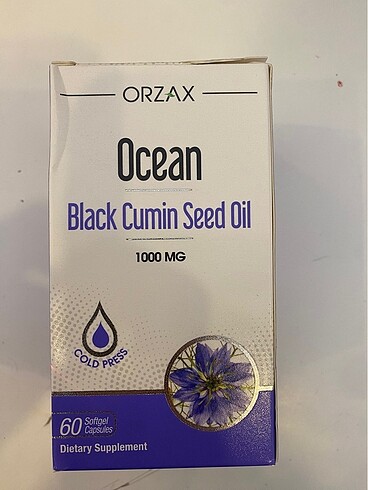 ORZAX
Ocean
Black Cumin Seed Oil
1000 MG
COLD PRESS
60 Softgel
Capsules
Dietary Supplement